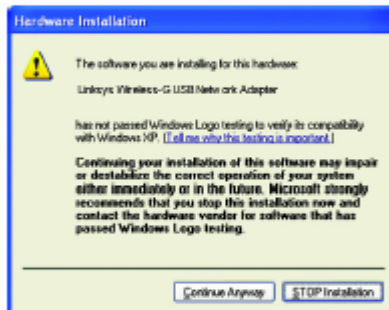 Hardware Installation
The software you are installing for this hardware:
Linksys Wireless-G USB Network Adapter
has not passed Windows Logo testing to verify its compatibility
with Windows XP. (Tell me why this testing is important.)
Continuing your installation of this software may impair
or destabilize the correct operation of your system
either immediately or in the future. Microsoft strongly
recommends that you stop this installation now and
contact the hardware vendor for software that has
passed Windows Logo testing.
Continue Anyway
STOP Installation